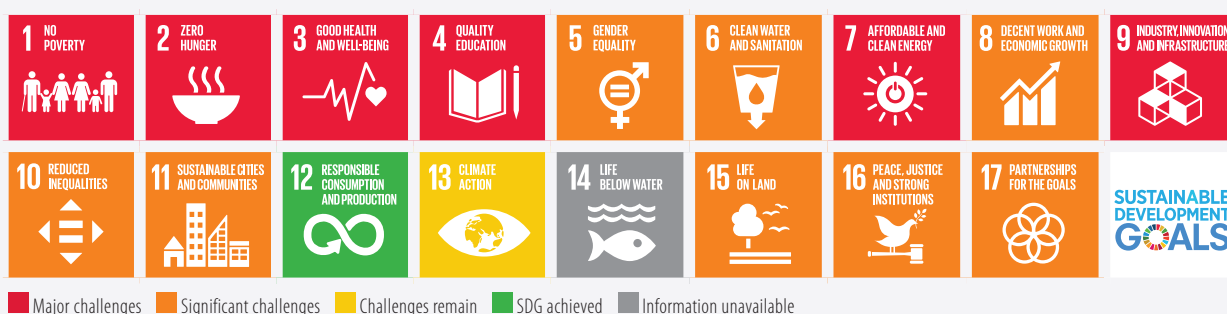 1 NO POVERTY
2 ZERO HUNGER
3 GOOD HEALTH AND WELL-BEING
4 QUALITY EDUCATION
5 GENDER EQUALITY
6 CLEAN WATER AND SANITATION
7 AFFORDABLE AND CLEAN ENERGY
8 DECENT WORK AND ECONOMIC GROWTH
9 INDUSTRY, INNOVATION AND INFRASTRUCTURE
10 REDUCED INEQUALITIES
11 SUSTAINABLE CITIES AND COMMUNITIES
12 RESPONSIBLE CONSUMPTION AND PRODUCTION
13 CLIMATE ACTION
14 LIFE BELOW WATER
15 LIFE ON LAND
16 PEACE, JUSTICE AND STRONG INSTITUTIONS
17 PARTNERSHIPS FOR THE GOALS
SUSTAINABLE
DEVELOPMENT
GOALS
Major challenges Significant challenges Challenges remain SDG achieved Information unavailable